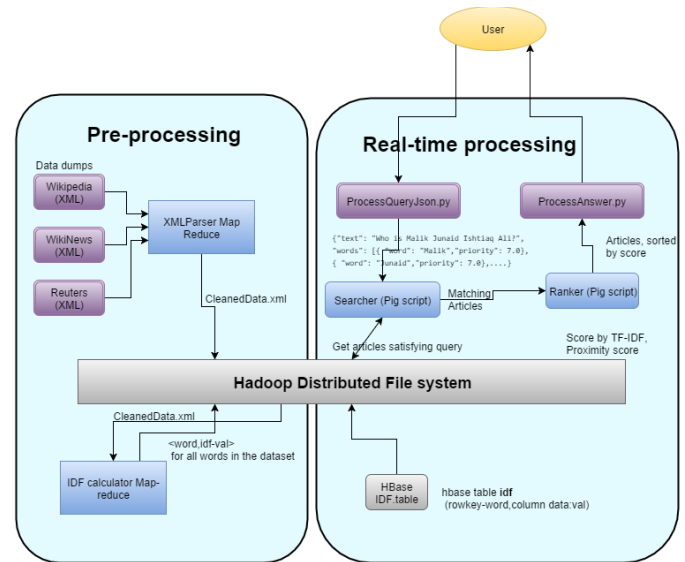 User
Pre-processing
Data dumps
Wikipedia
(XML)
WikiNews
(XML)
Reuters
(XML)
XMLParser Map
Reduce
CleanedData.xml
Real-time processing
ProcessQueryJson.py
ProcessAnswer.py
{"text": "Who is Malik Junaid Ishtiaq Ali?",
"words": [{ "word": "Malik","priority": 7.0},
{ "word": "Junaid","priority": 7.0},....}
Articles, sorted
by score
Searcher (Pig script)
Matching
Articles
Ranker (Pig script)
Get articles satisfying query
Score by TF-IDF,
Proximity score
Hadoop Distributed File system
CleanedData.xml
<word,idf-val>
for all words in the dataset
IDF calculator Map-
reduce
HBase
IDF.table
hbase table idf
(rowkey-word,column data:val)